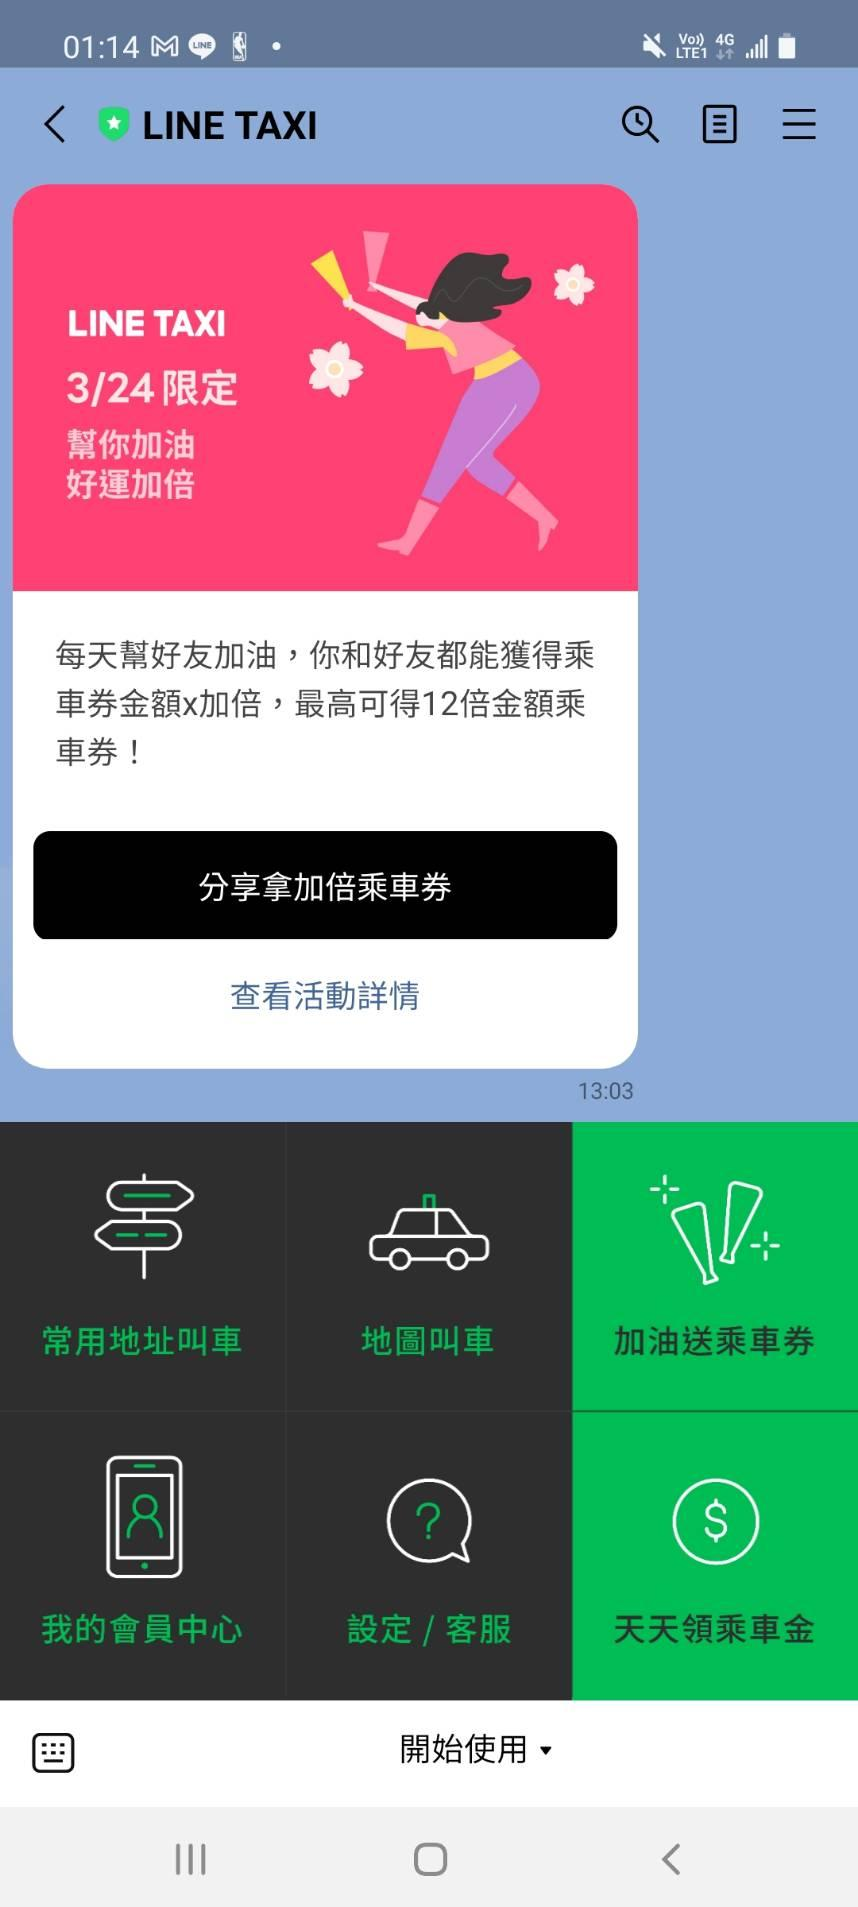 01:14
LINE
Vo)) 4G
LTE1
LINE TAXI
LINE TAXI
3/24 限定
幫你加油
好運加倍
每天幫好友加油，你和好友都能獲得乘
車券金額x加倍，最高可得12倍金額乘
車券！
分享拿加倍乘車券
查看活動詳情
13:03
常用地址叫車
地圖叫車
加油送乘車券
我的會員中心
設定 / 客服
天天領乘車金
開始使用